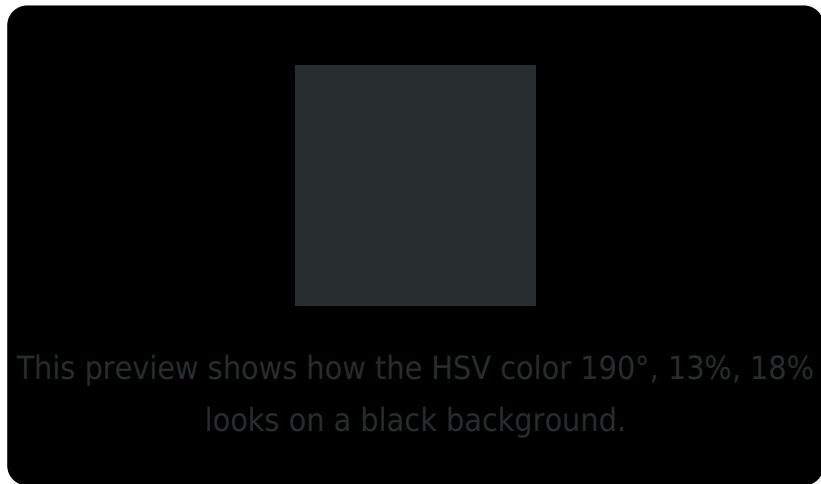 This preview shows how the HSV color 190°, 13%, 18%
looks on a black background.